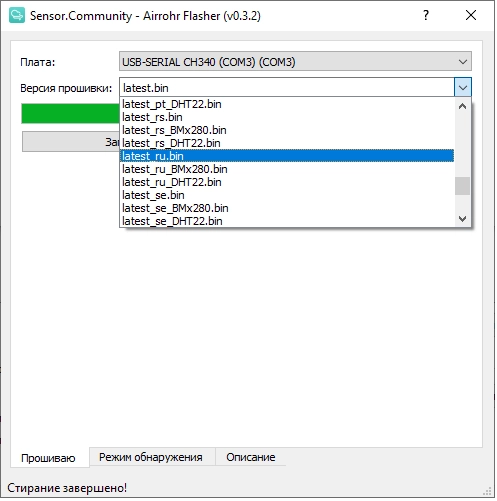 Sensor.Community - Airrohr Flasher (v0.3.2)
Плата: USB-SERIAL CH340 (COM3) (COM3)
Версия прошивки: latest.bin
latest_pt_DHT22.bin
latest_rs.bin
latest_rs_BMx280.bin
latest_rs_DHT22.bin
latest_ru.bin
latest_ru_BMx280.bin
latest_ru_DHT22.bin
latest_se.bin
latest_se_BMx280.bin
latest_se_DHT22.bin
Прошиваю Режим обнаружения Описание
Стирание завершено!